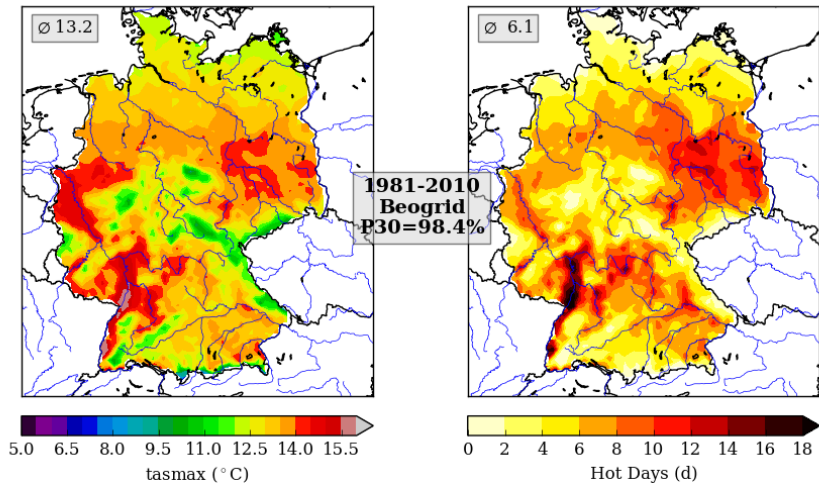 ∅ 13.2
∅ 6.1
1981-2010
Beogrid
P30=98.4%
5.0 6.5 8.0 9.5 11.0 12.5 14.0 15.5
tasmax (°C)
0 2 4 6 8 10 12 14 16 18
Hot Days (d)